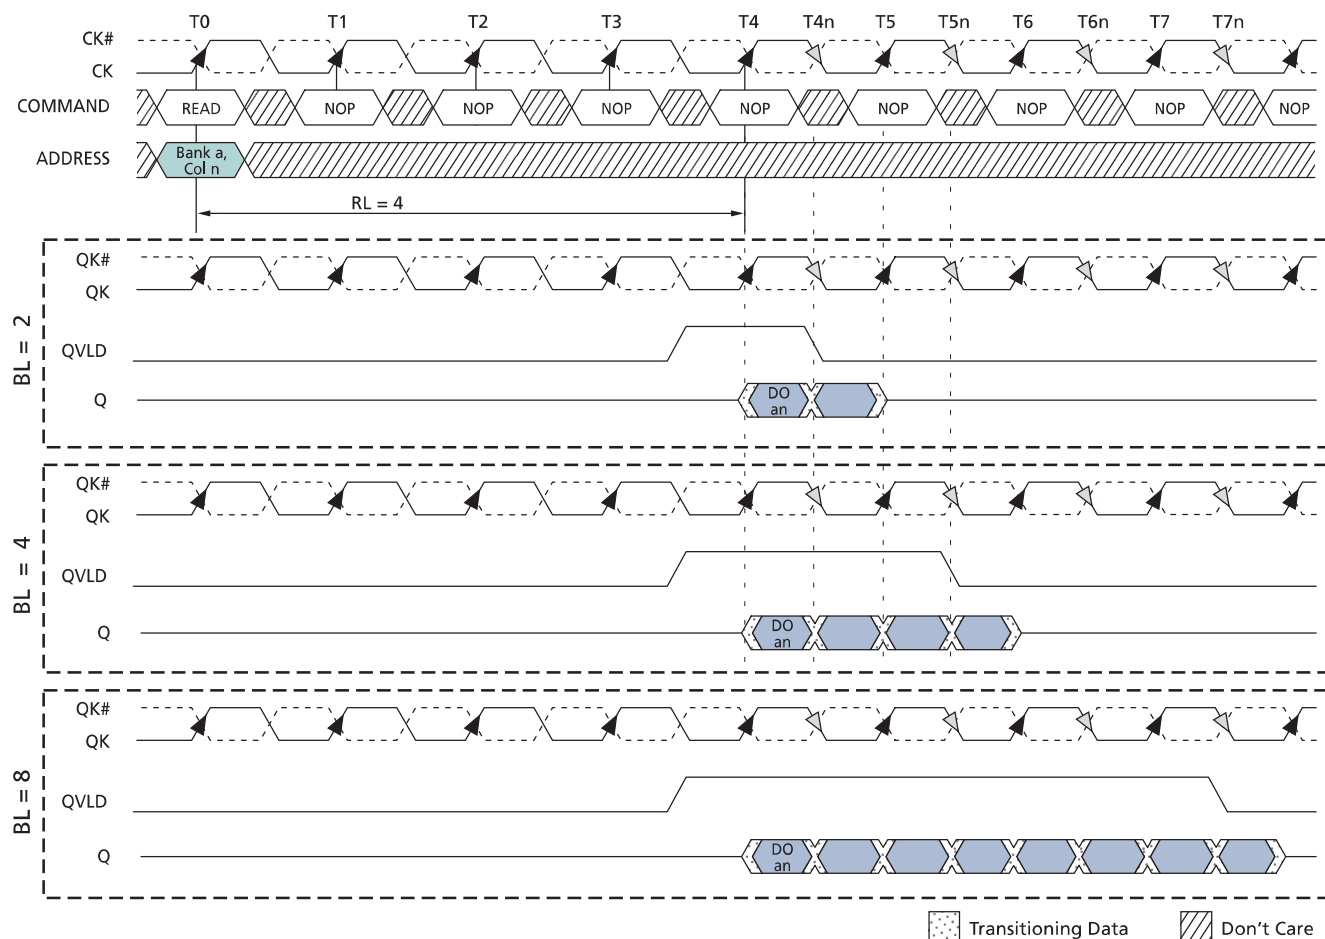 T0 T1 T2 T3 T4 T4n T5 T5n T6 T6n T7 T7n
CK#
CK
COMMAND READ NOP NOP NOP NOP NOP NOP NOP NOP
ADDRESS Bank a,
Col n
RL = 4
BL = 2
QK#
QK
QVLD
Q DO
an
BL = 4
QK#
QK
QVLD
Q DO
an
BL = 8
QK#
QK
QVLD
Q DO
an
Transitioning Data Don't Care